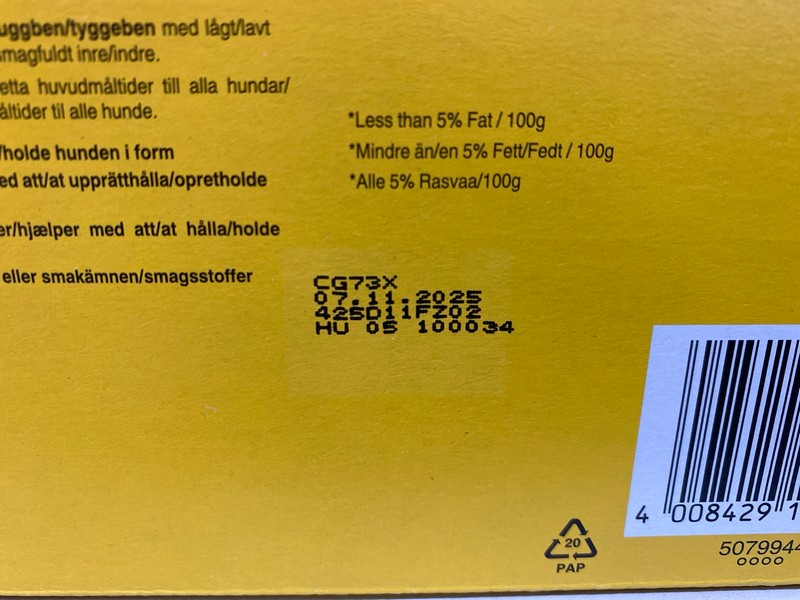 uggben/tyggeben med lågt/lavt
smagfuldt inre/indre.
etta huvudmåltider till alla hundar/
åltider til alle hunde.
/holde hunden i form
ed att/at upprätthålla/opretholde
er/hjælper med att/at hålla/holde
eller smakämnen/smagsstoffer
*Less than 5% Fat / 100g
*Mindre än/en 5% Fett/Fedt / 100g
*Alle 5% Rasvaa/100g
CG73X
07.11.2025
425D11FZ02
HU 05 100034
4 008429 1
507994
20
PAP